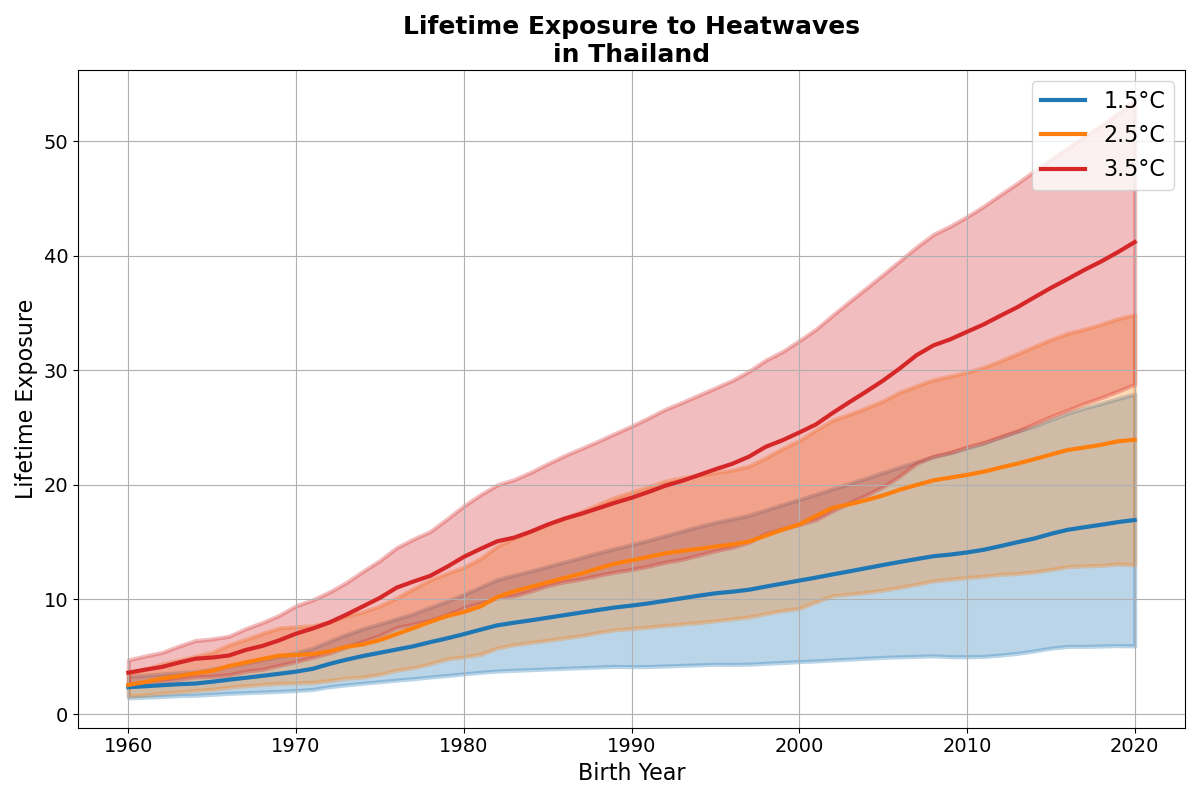 Lifetime Exposure to Heatwaves
in Thailand
1.5°C
2.5°C
3.5°C
Lifetime Exposure
50
40
30
20
10
0
1960 1970 1980 1990 2000 2010 2020
Birth Year